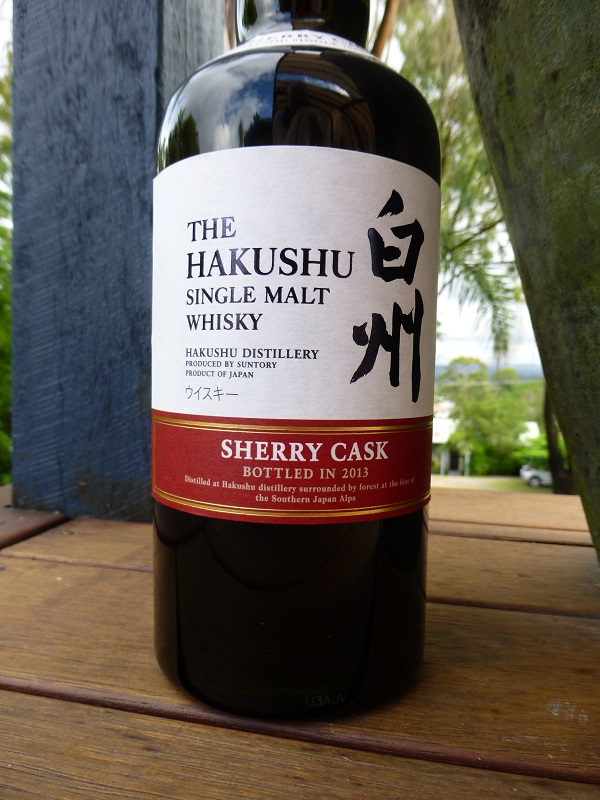 THE
HAKUSHU
SINGLE MALT
WHISKY
白州
HAKUSHU DISTILLERY
PRODUCED BY SUNTORY
PRODUCT OF JAPAN
ウイスキー
SHERRY CASK
BOTTLED IN 2013
Distilled at Hakushu distillery surrounded by forest at the foot of
the Southern Japan Alps